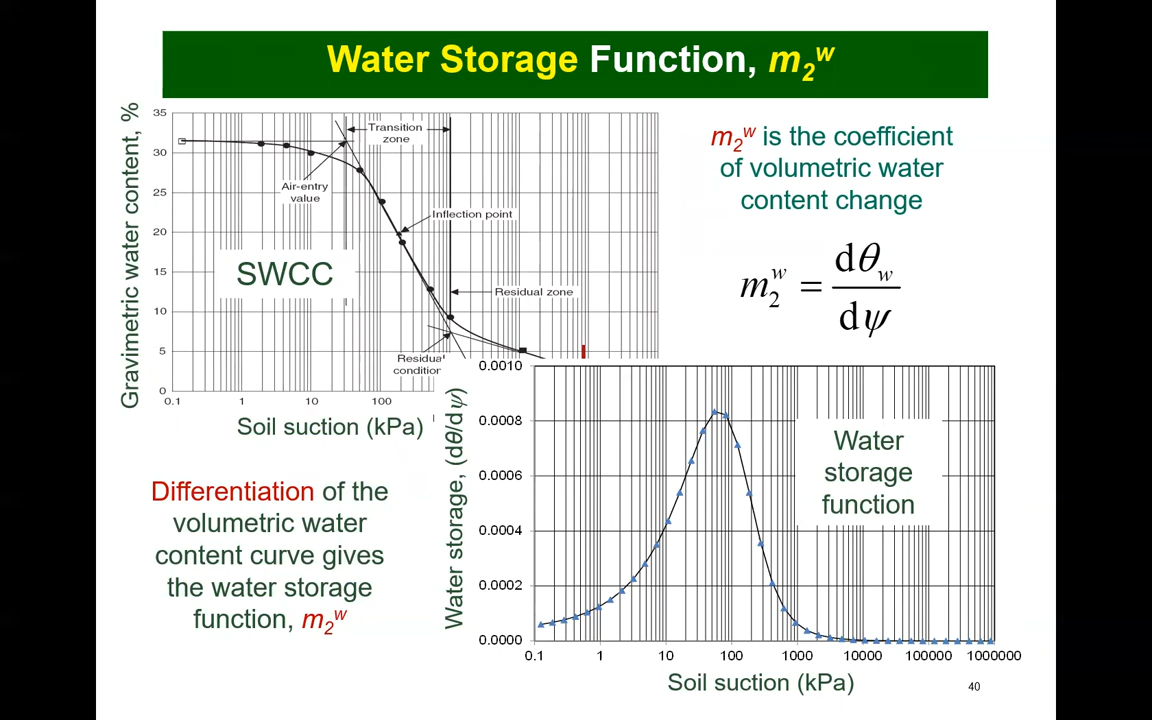 Water Storage Function, m₂ʷ
Gravimetric water content, %
35
30
25
20
15
10
5
0
0.1 1 10 100
Transition
zone
Air-entry
value
Inflection point
SWCC
Residual zone
Residual
condition
Soil suction (kPa)
m₂ʷ is the coefficient
of volumetric water
content change
m₂ʷ = dθw / dψ
Differentiation of the
volumetric water
content curve gives
the water storage
function, m₂ʷ
Water storage, (dθ/dψ)
0.0010
0.0008
0.0006
0.0004
0.0002
0.0000
0.1 1 10 100 1000 10000 100000 1000000
Water
storage
function
Soil suction (kPa)
40